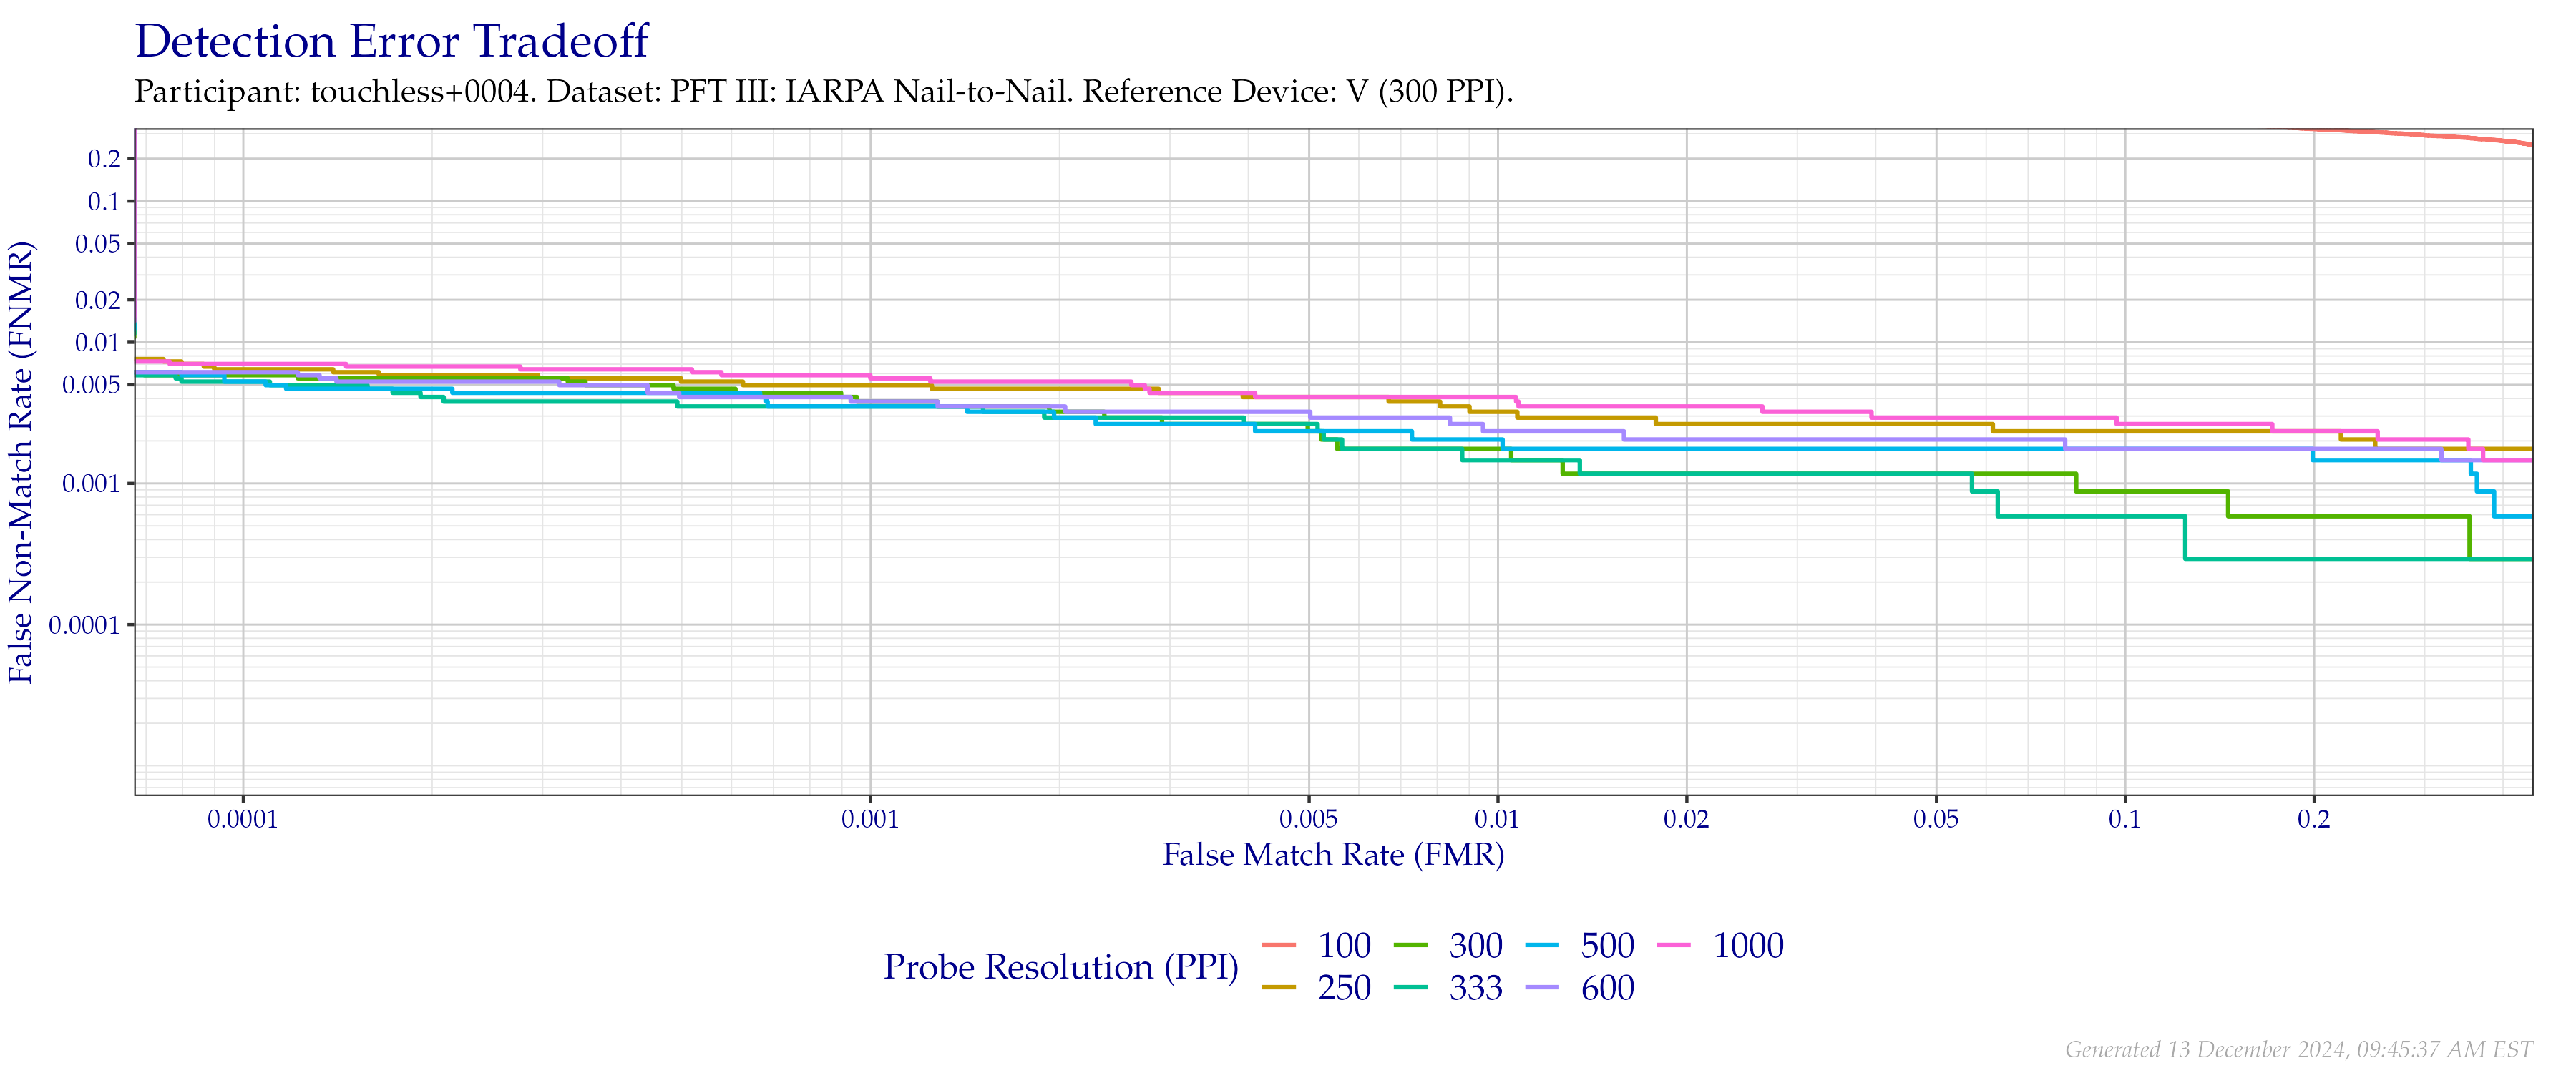 Detection Error Tradeoff
Participant: touchless+0004. Dataset: PFT III: IARPA Nail-to-Nail. Reference Device: V (300 PPI).
False Non-Match Rate (FNMR)
0.2
0.1
0.05
0.02
0.01
0.005
0.001
0.0001
0.0001 0.001 0.005 0.01 0.02 0.05 0.1 0.2
False Match Rate (FMR)
Probe Resolution (PPI)
100 300 500 1000
250 333 600
Generated 13 December 2024, 09:45:37 AM EST